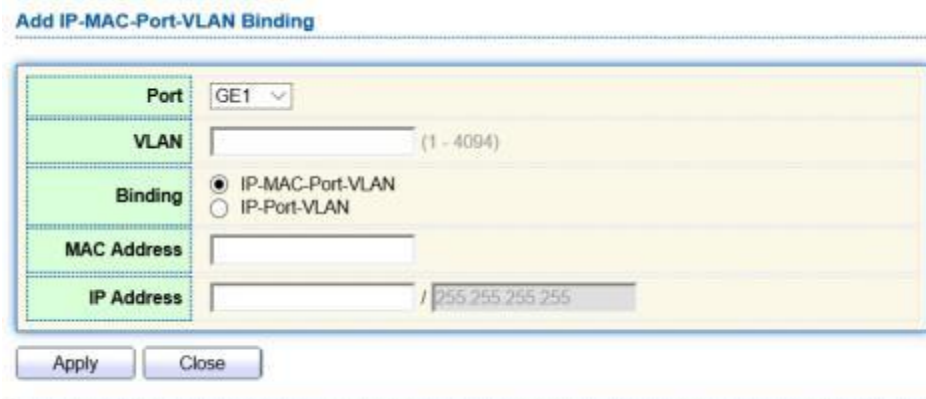 Add IP-MAC-Port-VLAN Binding
Port GE1
VLAN (1 - 4094)
Binding IP-MAC-Port-VLAN
IP-Port-VLAN
MAC Address
IP Address / 255.255.255.255
Apply Close